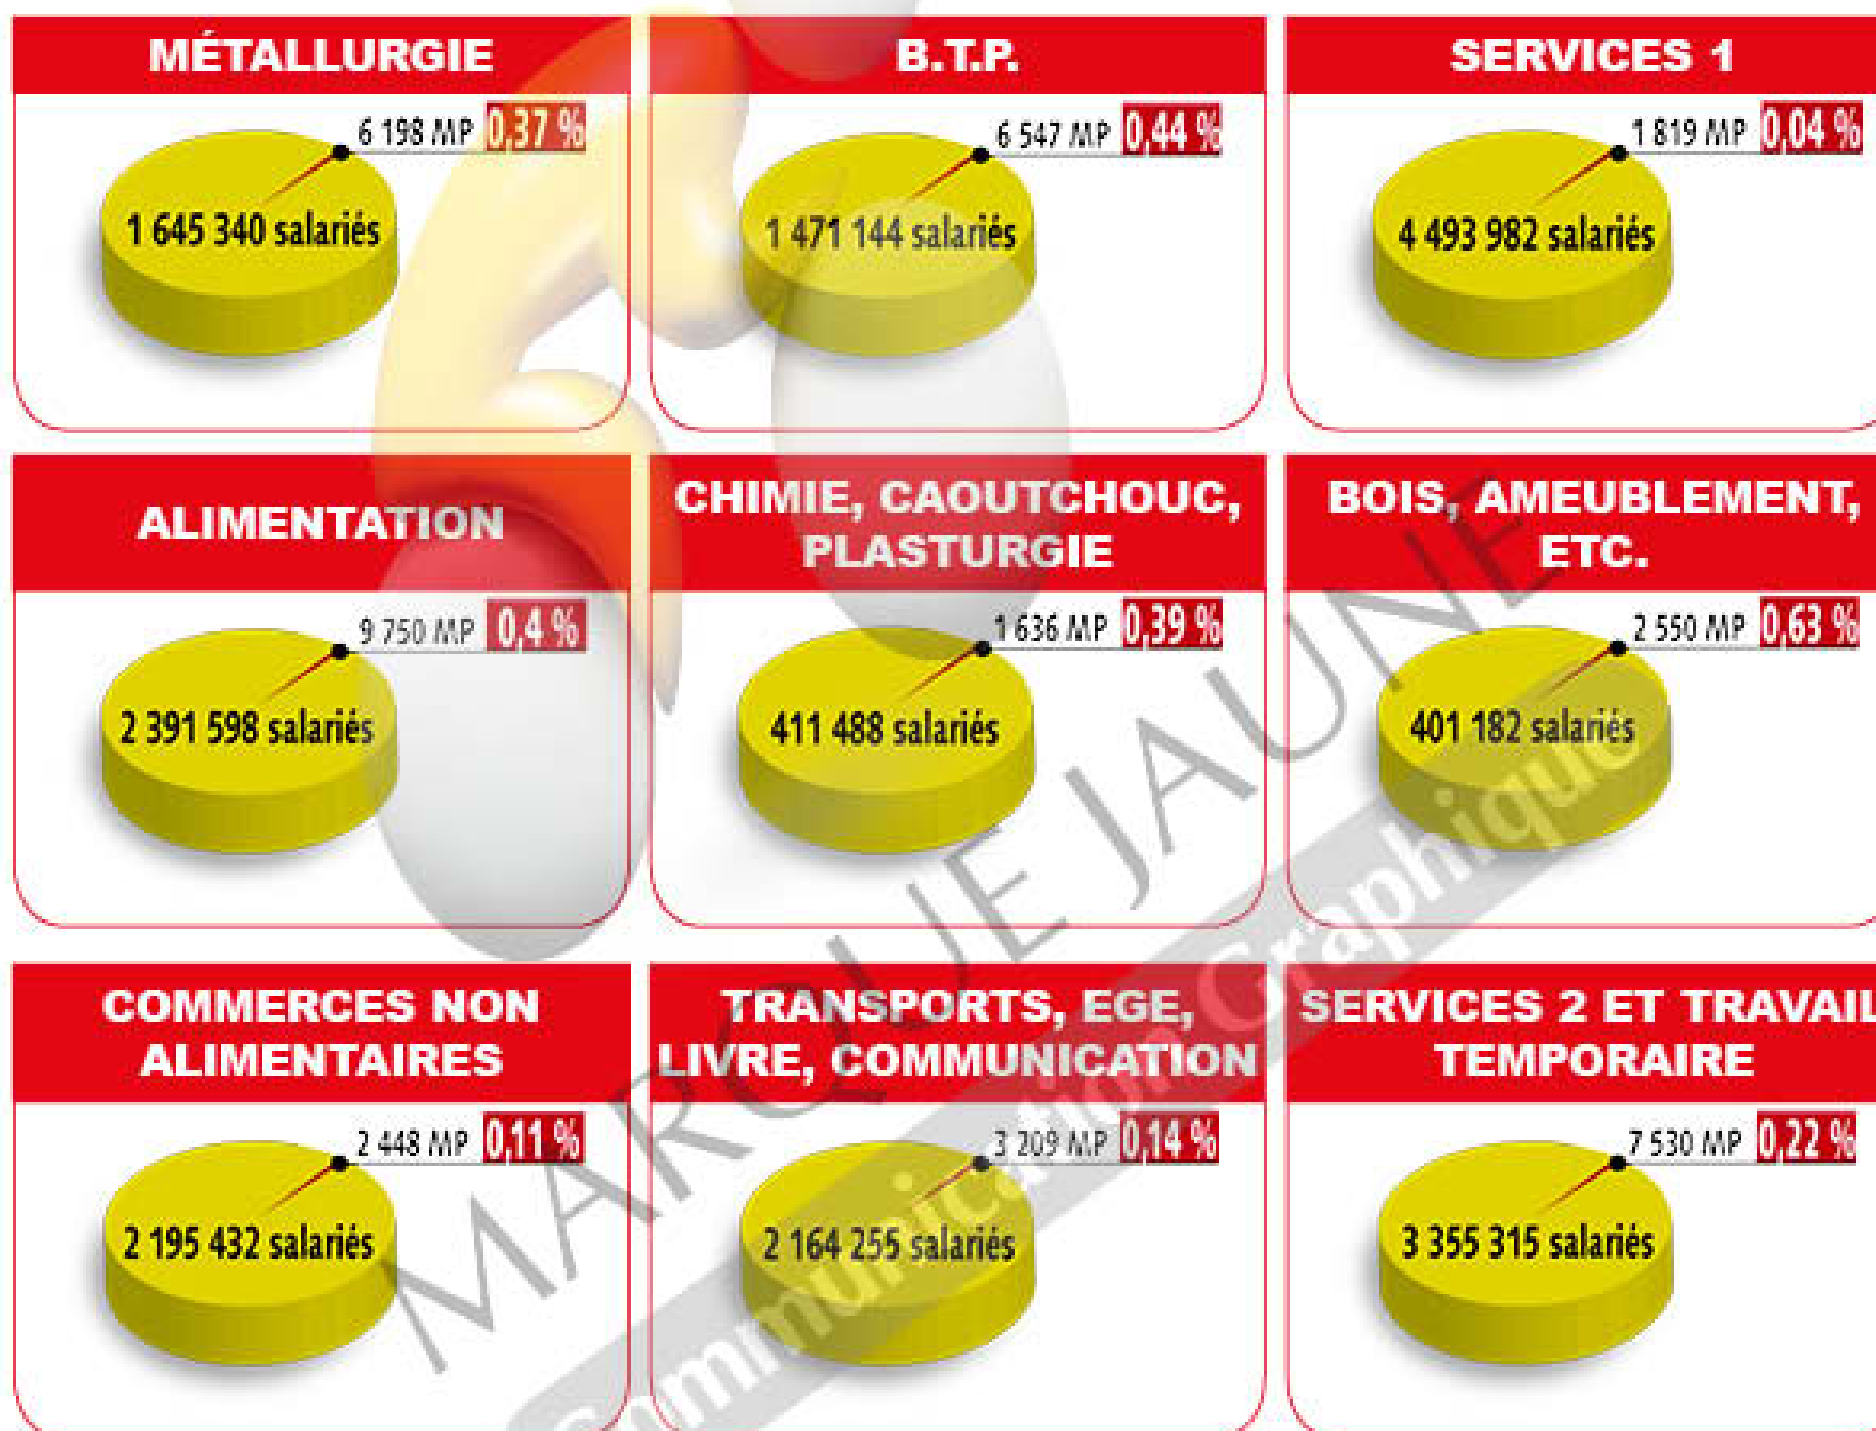 MÉTALLURGIE
6 198 MP 0,37 %
1 645 340 salariés
B.T.P.
6 547 MP 0,44 %
1 471 144 salariés
SERVICES 1
1 819 MP 0,04 %
4 493 982 salariés
ALIMENTATION
9 750 MP 0,4 %
2 391 598 salariés
CHIMIE, CAOUTCHOUC,
PLASTURGIE
1 636 MP 0,39 %
411 488 salariés
BOIS, AMEUBLEMENT,
ETC.
2 550 MP 0,63 %
401 182 salariés
COMMERCES NON
ALIMENTAIRES
2 448 MP 0,11 %
2 195 432 salariés
TRANSPORTS, EGE,
LIVRE, COMMUNICATION
3 209 MP 0,14 %
2 164 255 salariés
SERVICES 2 ET TRAVAIL
TEMPORAIRE
7 530 MP 0,22 %
3 355 315 salariés
MARQUE JAUNE
Communication Graphique